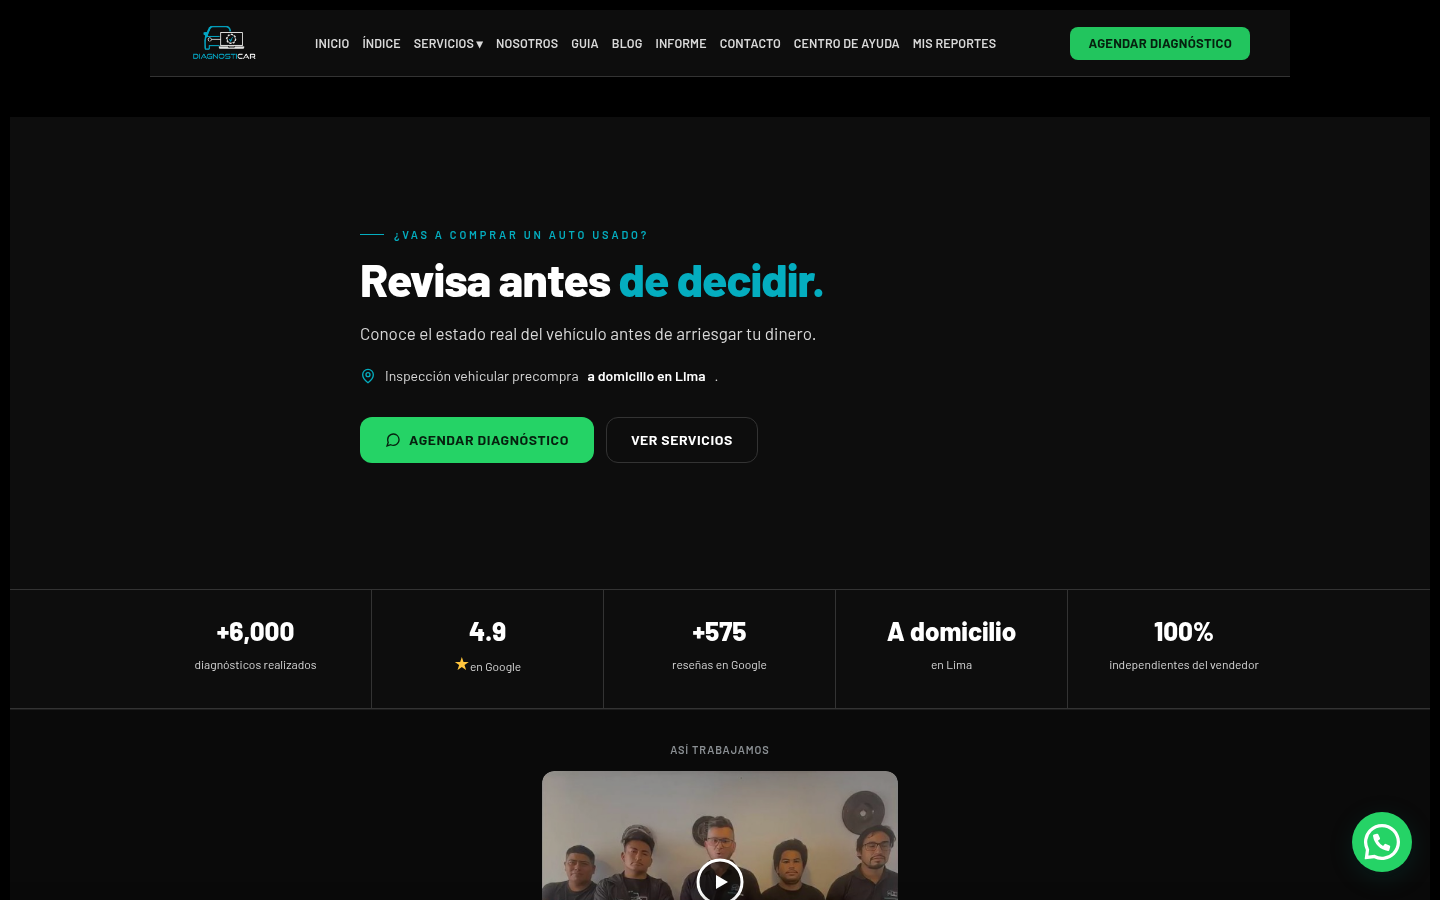 DIAGNOSTICAR
INICIO ÍNDICE SERVICIOS ▾ NOSOTROS GUIA BLOG INFORME CONTACTO CENTRO DE AYUDA MIS REPORTES
AGENDAR DIAGNÓSTICO
¿VAS A COMPRAR UN AUTO USADO?
Revisa antes de decidir.
Conoce el estado real del vehículo antes de arriesgar tu dinero.
Inspección vehicular precompra a domicilio en Lima .
AGENDAR DIAGNÓSTICO
VER SERVICIOS
+6,000
diagnósticos realizados
4.9
★ en Google
+575
reseñas en Google
A domicilio
en Lima
100%
independientes del vendedor
ASÍ TRABAJAMOS